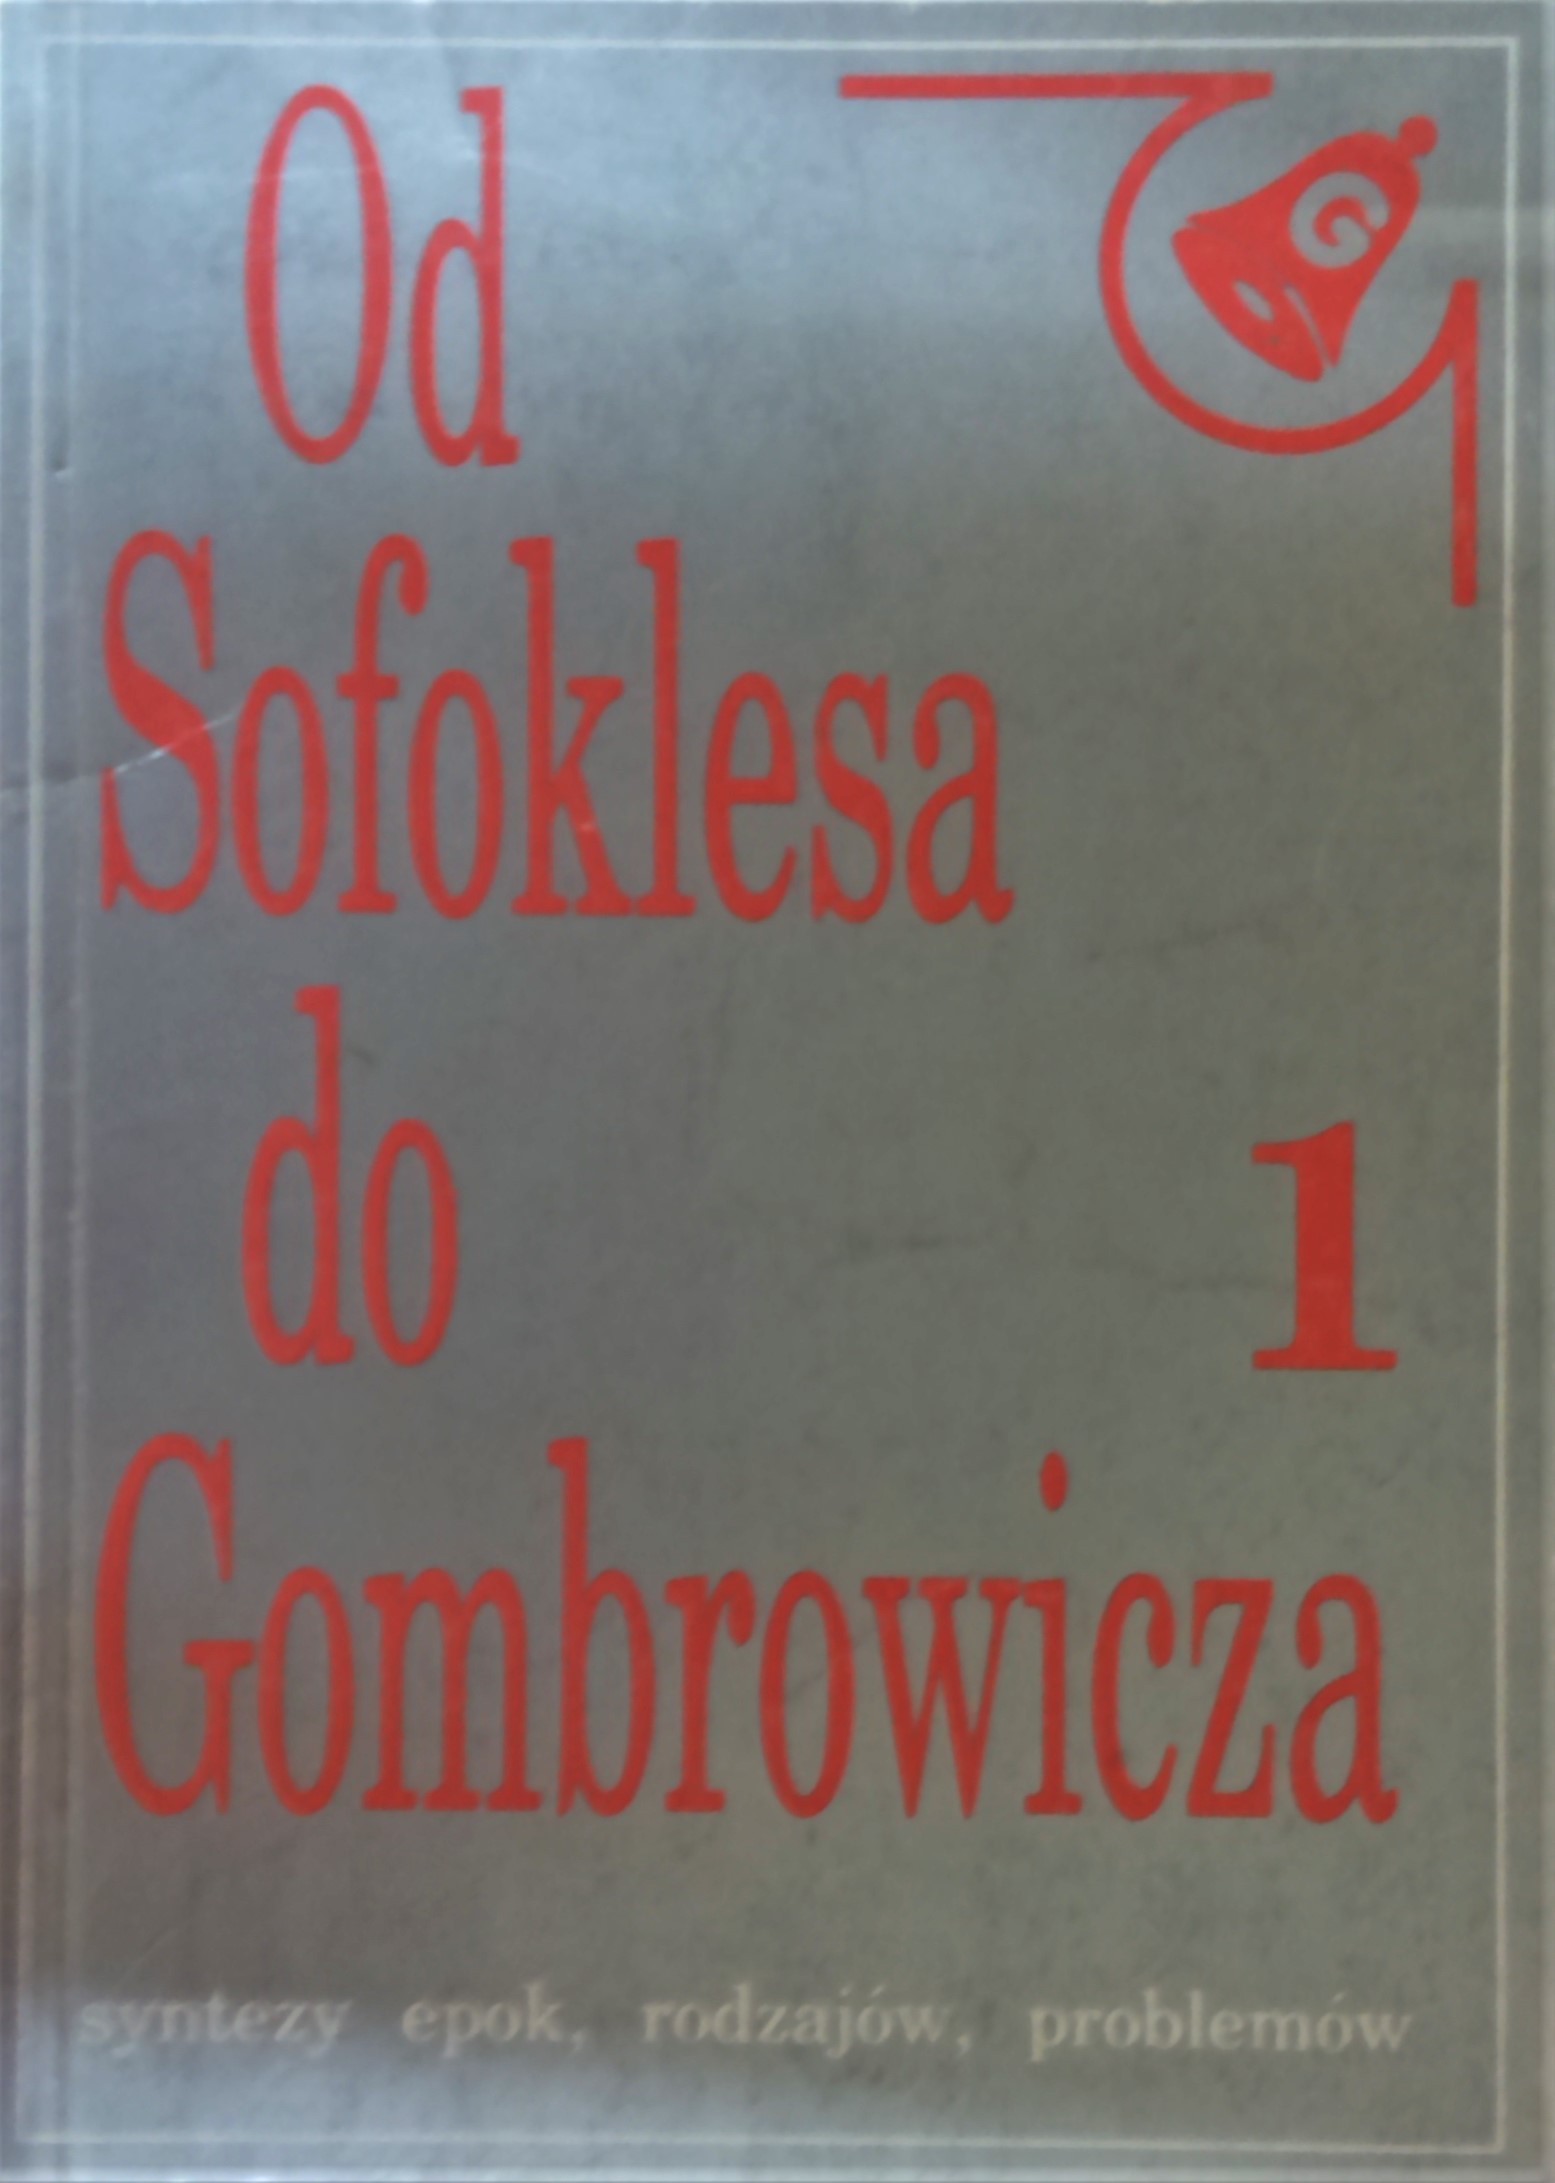 Od
Sofoklesa
do
1
Gombrowicza
syntezy epok, rodzajów, problemów